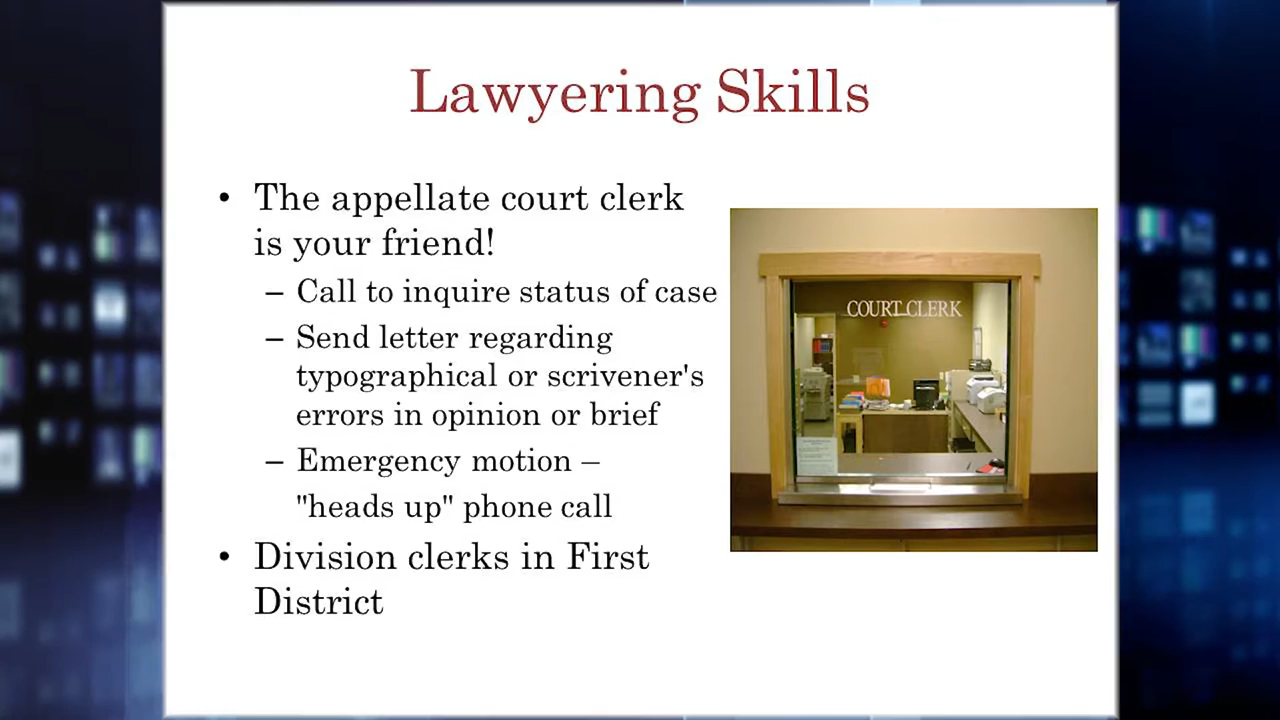 Lawyering Skills
• The appellate court clerk
is your friend!
– Call to inquire status of case
– Send letter regarding
typographical or scrivener's
errors in opinion or brief
– Emergency motion –
"heads up" phone call
• Division clerks in First
District
COURT CLERK